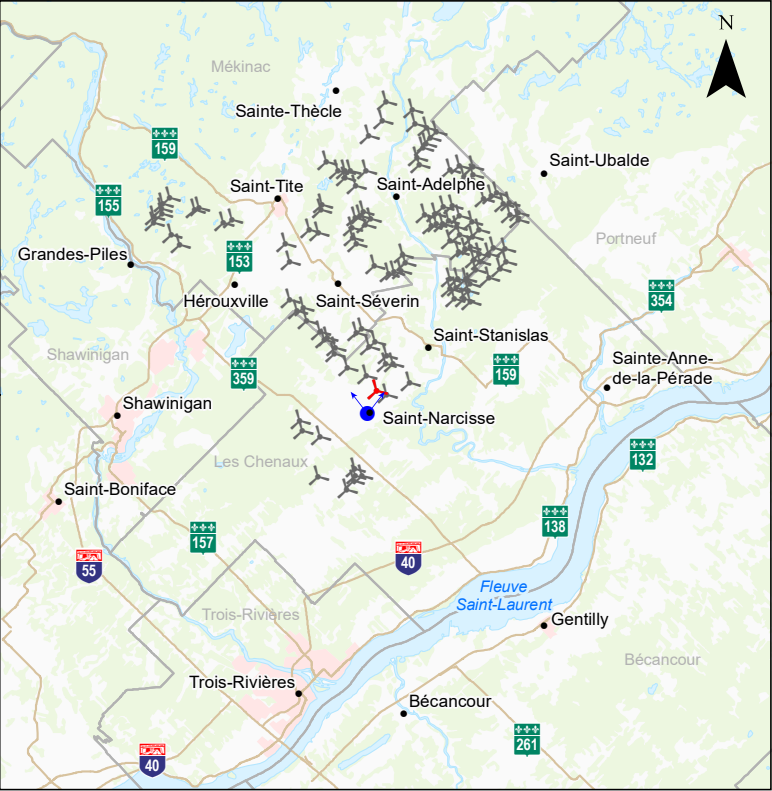 N
Mékinac
Sainte-Thècle
159
Saint-Ubalde
Saint-Tite
Saint-Adelphe
155
Portneuf
Grandes-Piles
153
Hérouxville
Saint-Séverin
354
Saint-Stanislas
Shawinigan
359
159
Sainte-Anne-
de-la-Pérade
Shawinigan
Saint-Narcisse
Les Chenaux
132
Saint-Boniface
138
157
55
40
Fleuve
Saint-Laurent
Trois-Rivières
Gentilly
Bécancour
Trois-Rivières
Bécancour
261
40